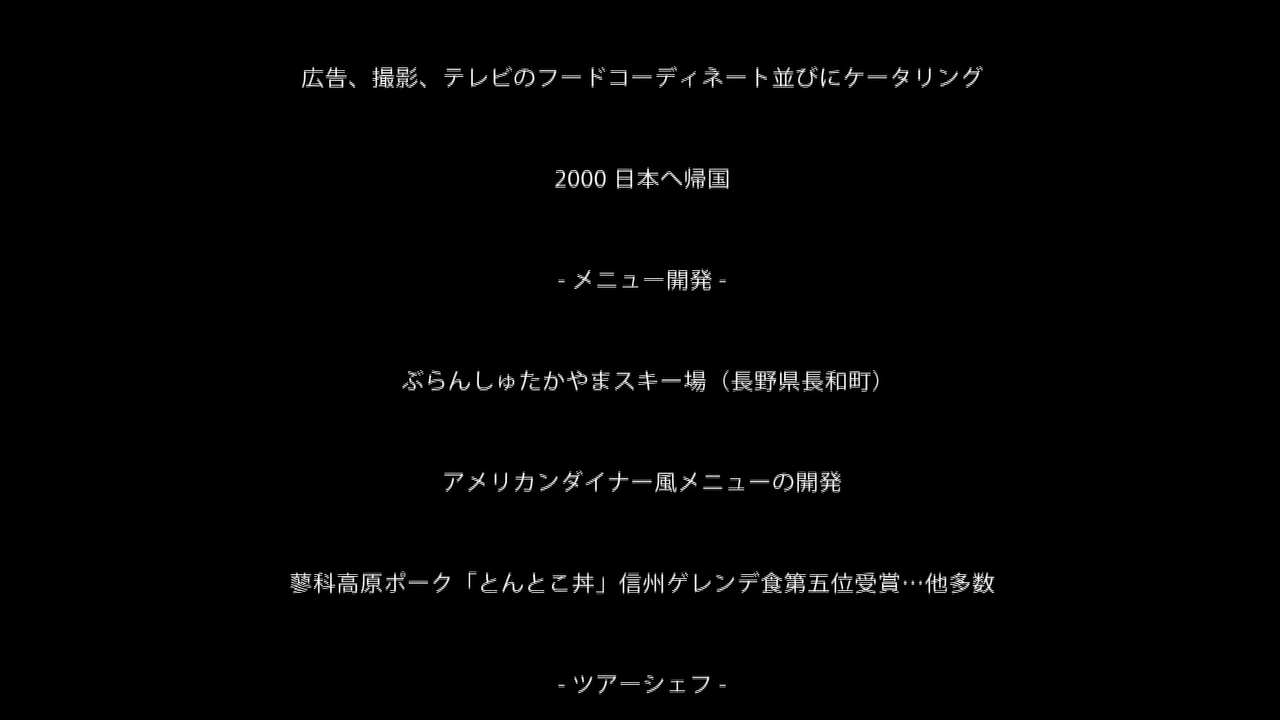 広告、撮影、テレビのフードコーディネート並びにケータリング
2000 日本へ帰国
- メニュー開発 -
ぶらんしゅたかやまスキー場（長野県長和町）
アメリカンダイナー風メニューの開発
蓼科高原ポーク「とんとこ丼」信州ゲレンデ食第五位受賞…他多数
- ツアーシェフ -